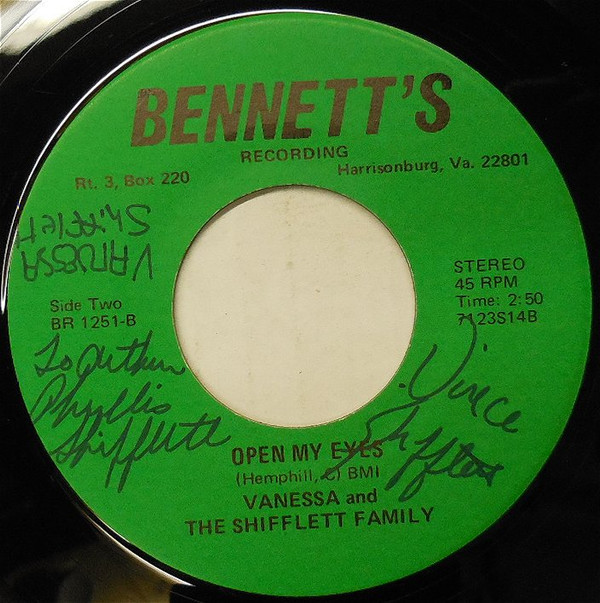 BENNETT'S
RECORDING
Rt. 3, Box 220
Harrisonburg, Va. 22801
VANESSA
Shifflett
STEREO
45 RPM
Time: 2:50
7123S14B
Side Two
BR 1251-B
To Arthur
Phyllis
Shifflett
Vince
Shifflett
OPEN MY EYES
(Hemphill, C) BMI
VANESSA and
THE SHIFFLETT FAMILY